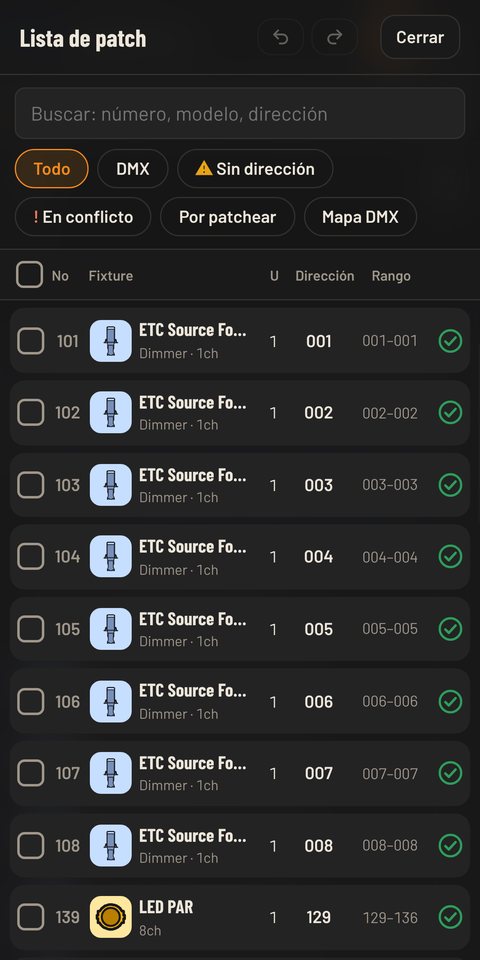 Lista de patch
Cerrar
Buscar: número, modelo, dirección
Todo DMX Sin dirección
! En conflicto Por patchear Mapa DMX
No Fixture U Dirección Rango
101 ETC Source Fo... 1 001 001–001
Dimmer · 1ch
102 ETC Source Fo... 1 002 002–002
Dimmer · 1ch
103 ETC Source Fo... 1 003 003–003
Dimmer · 1ch
104 ETC Source Fo... 1 004 004–004
Dimmer · 1ch
105 ETC Source Fo... 1 005 005–005
Dimmer · 1ch
106 ETC Source Fo... 1 006 006–006
Dimmer · 1ch
107 ETC Source Fo... 1 007 007–007
Dimmer · 1ch
108 ETC Source Fo... 1 008 008–008
Dimmer · 1ch
139 LED PAR 1 129 129–136
8ch